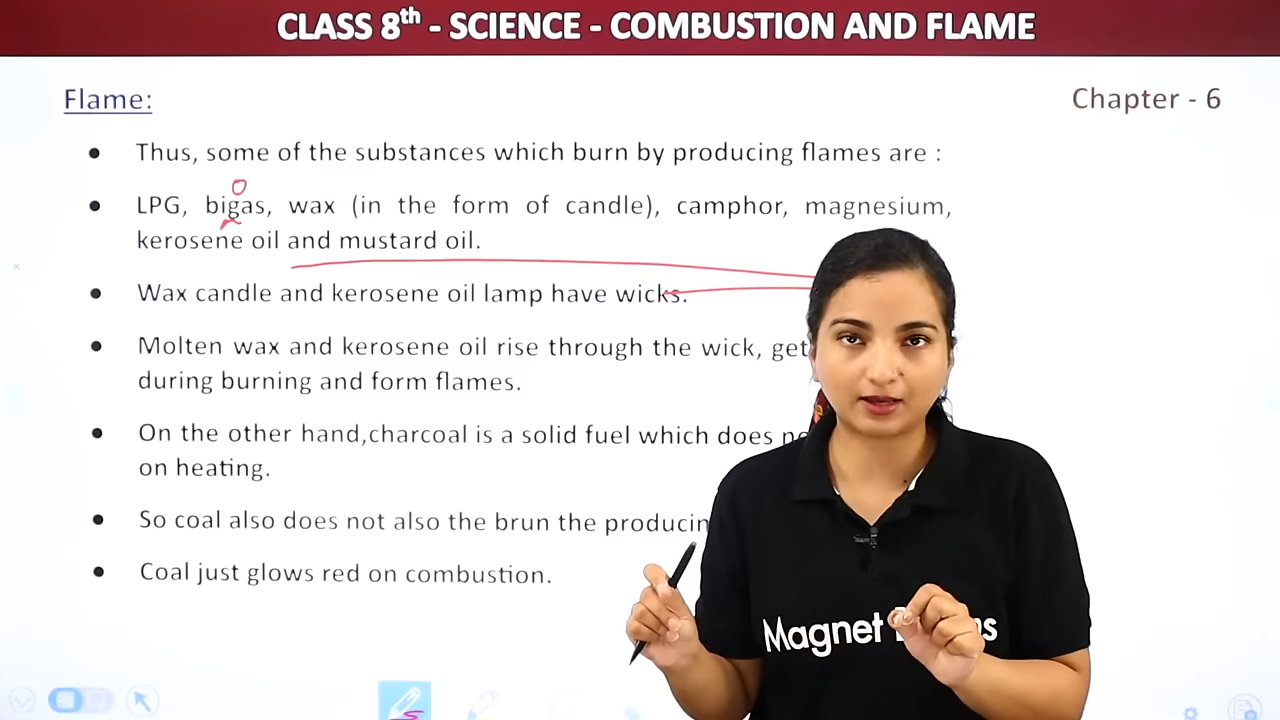 CLASS 8th - SCIENCE - COMBUSTION AND FLAME
Flame:
Chapter - 6
• Thus, some of the substances which burn by producing flames are :
o
• LPG, bigas, wax (in the form of candle), camphor, magnesium,
kerosene oil and mustard oil.
• Wax candle and kerosene oil lamp have wicks.
• Molten wax and kerosene oil rise through the wick, get
during burning and form flames.
• On the other hand,charcoal is a solid fuel which does
on heating.
• So coal also does not also the brun the
• Coal just glows red on combustion.
Magnet